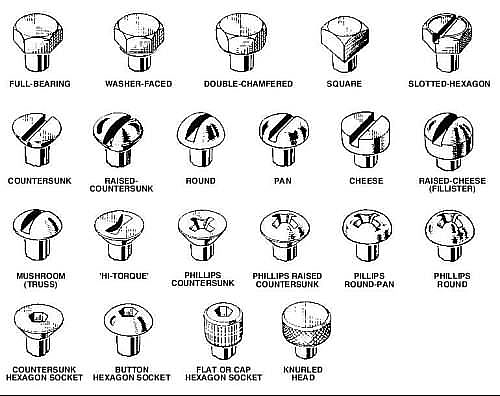 FULL-BEARING
WASHER-FACED
DOUBLE-CHAMFERED
SQUARE
SLOTTED-HEXAGON
COUNTERSUNK
RAISED-
COUNTERSUNK
ROUND
PAN
CHEESE
RAISED-CHEESE
(FILLISTER)
MUSHROOM
(TRUSS)
'HI-TORQUE'
PHILLIPS
COUNTERSUNK
PHILLIPS RAISED
COUNTERSUNK
PILLIPS
ROUND-PAN
PHILLIPS
ROUND
COUNTERSUNK
HEXAGON SOCKET
BUTTON
HEXAGON SOCKET
FLAT OR CAP
HEXAGON SOCKET
KNURLED
HEAD